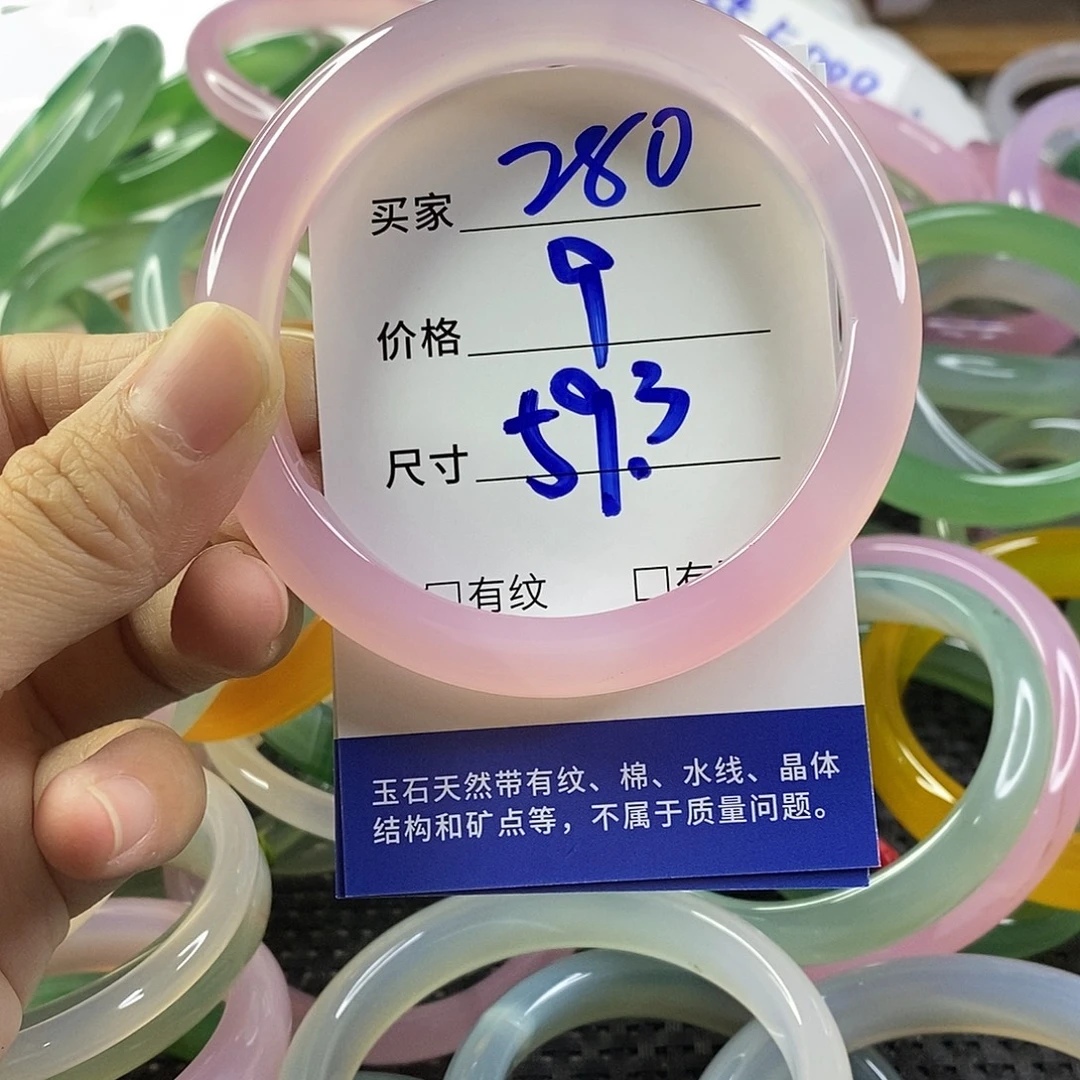 买家 280
价格 9
尺寸 59.3
有纹 有
玉石天然带有纹、棉、水线、晶体
结构和矿点等，不属于质量问题。